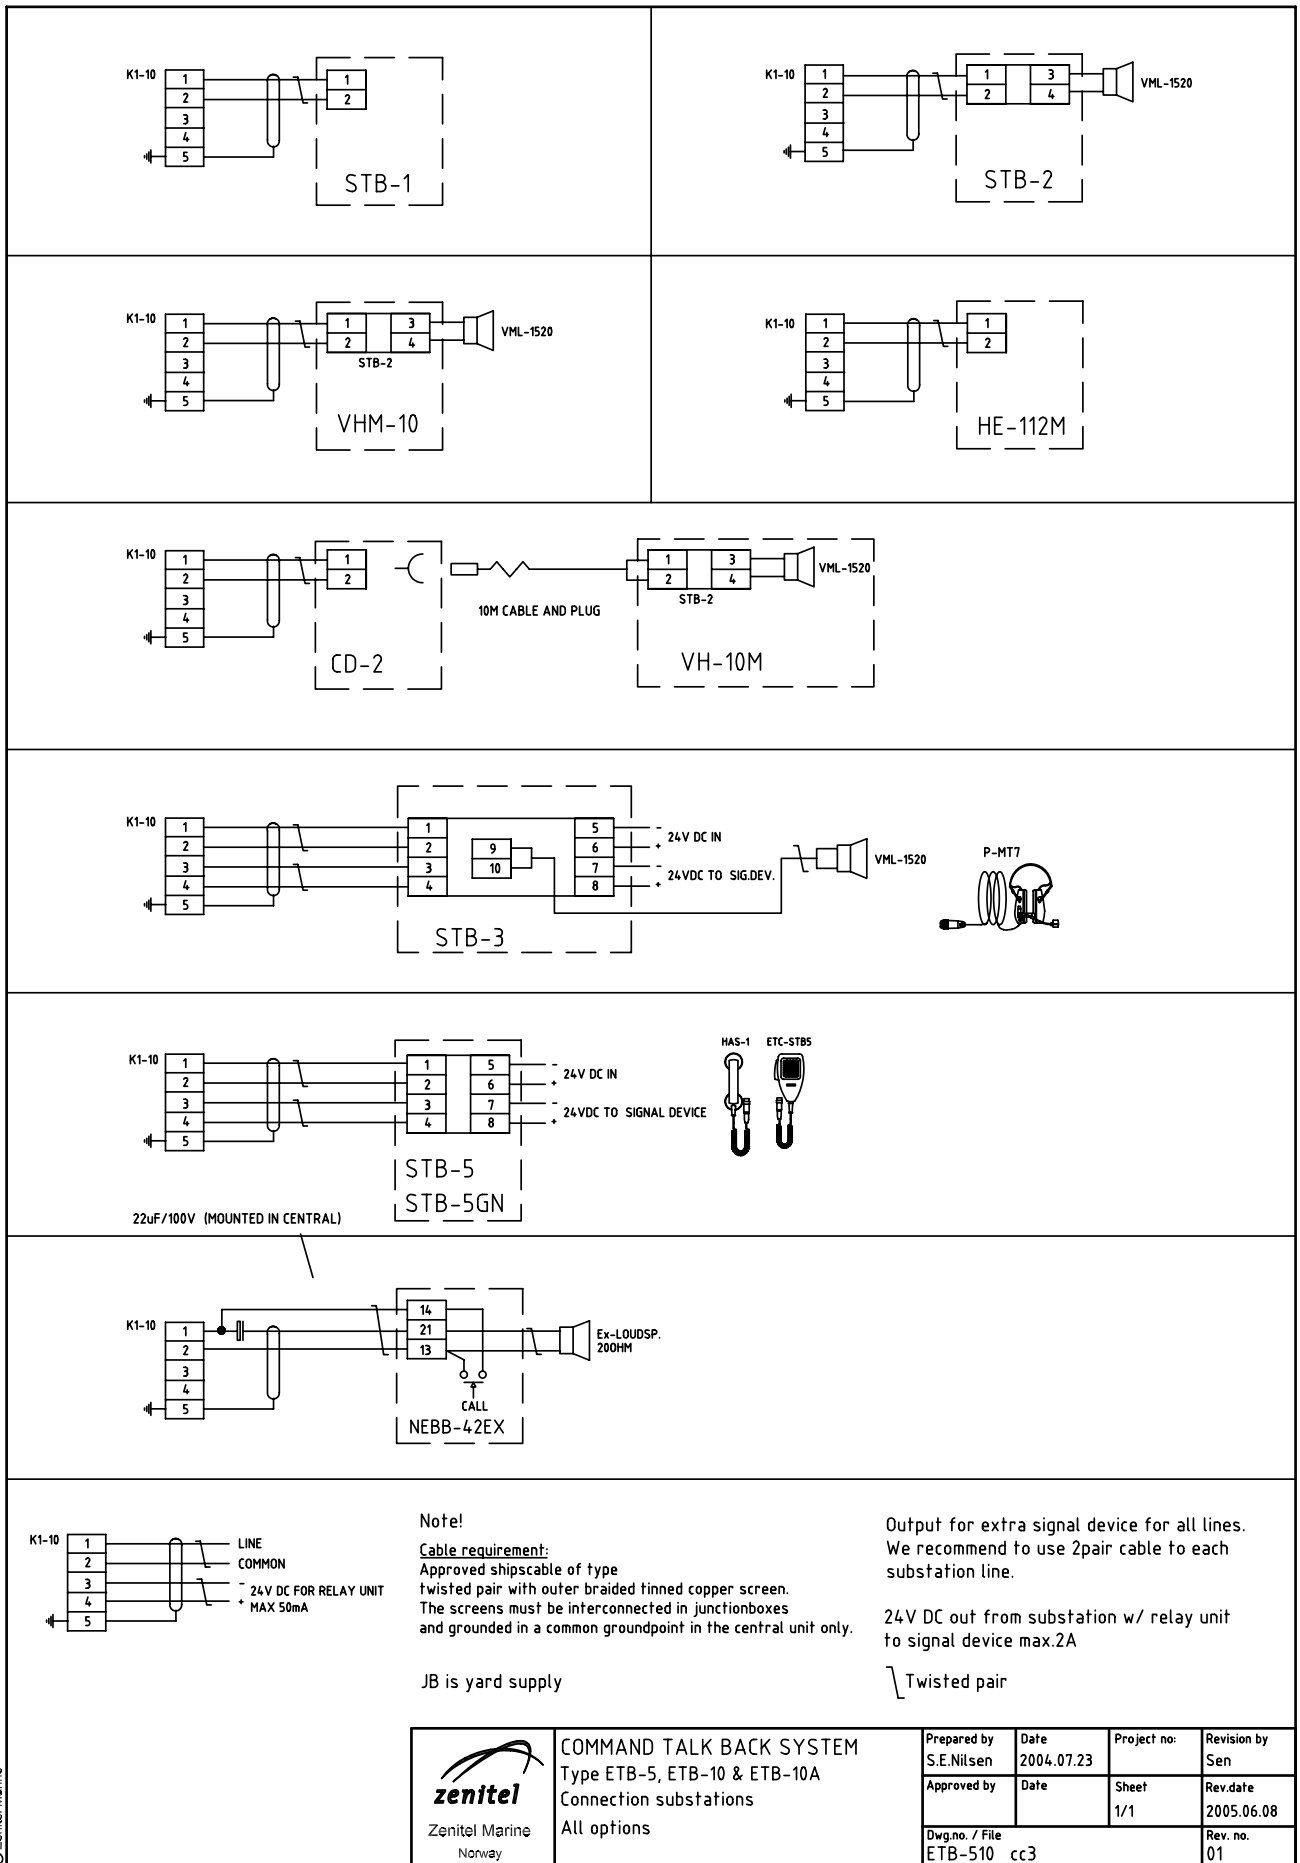 K1-10
1
2
3
4
5
1
2
STB-1
K1-10
1
2
3
4
5
1
2
3
4
VML-1520
STB-2
K1-10
1
2
3
4
5
1
2
3
4
STB-2
VML-1520
VHM-10
K1-10
1
2
3
4
5
1
2
HE-112M
K1-10
1
2
3
4
5
1
2
CD-2
10M CABLE AND PLUG
1
2
3
4
STB-2
VML-1520
VH-10M
K1-10
1
2
3
4
5
1
2
3
4
9
10
5
6
7
8
-
+
24V DC IN
-
+
24VDC TO SIG.DEV.
STB-3
VML-1520
P-MT7
K1-10
1
2
3
4
5
1
2
3
4
5
6
7
8
-
+
24V DC IN
-
+
24VDC TO SIGNAL DEVICE
STB-5
STB-5GN
HAS-1
ETC-STB5
22uF/100V (MOUNTED IN CENTRAL)
K1-10
1
2
3
4
5
14
21
13
CALL
NEBB-42EX
Ex-LOUDSP.
20OHM
K1-10
1
2
3
4
5
LINE
COMMON
-
+
24V DC FOR RELAY UNIT
MAX 50mA
Note!
Cable requirement:
Approved shipscable of type
twisted pair with outer braided tinned copper screen.
The screens must be interconnected in junctionboxes
and grounded in a common groundpoint in the central unit only.
JB is yard supply
Output for extra signal device for all lines.
We recommend to use 2pair cable to each
substation line.
24V DC out from substation w/ relay unit
to signal device max.2A
Twisted pair
zenitel
Zenitel Marine
Norway
COMMAND TALK BACK SYSTEM
Type ETB-5, ETB-10 & ETB-10A
Connection substations
All options
Prepared by
S.E.Nilsen
Date
2004.07.23
Project no:
Revision by
Sen
Approved by
Date
Sheet
1/1
Rev.date
2005.06.08
Dwg.no. / File
ETB-510 cc3
Rev. no.
01